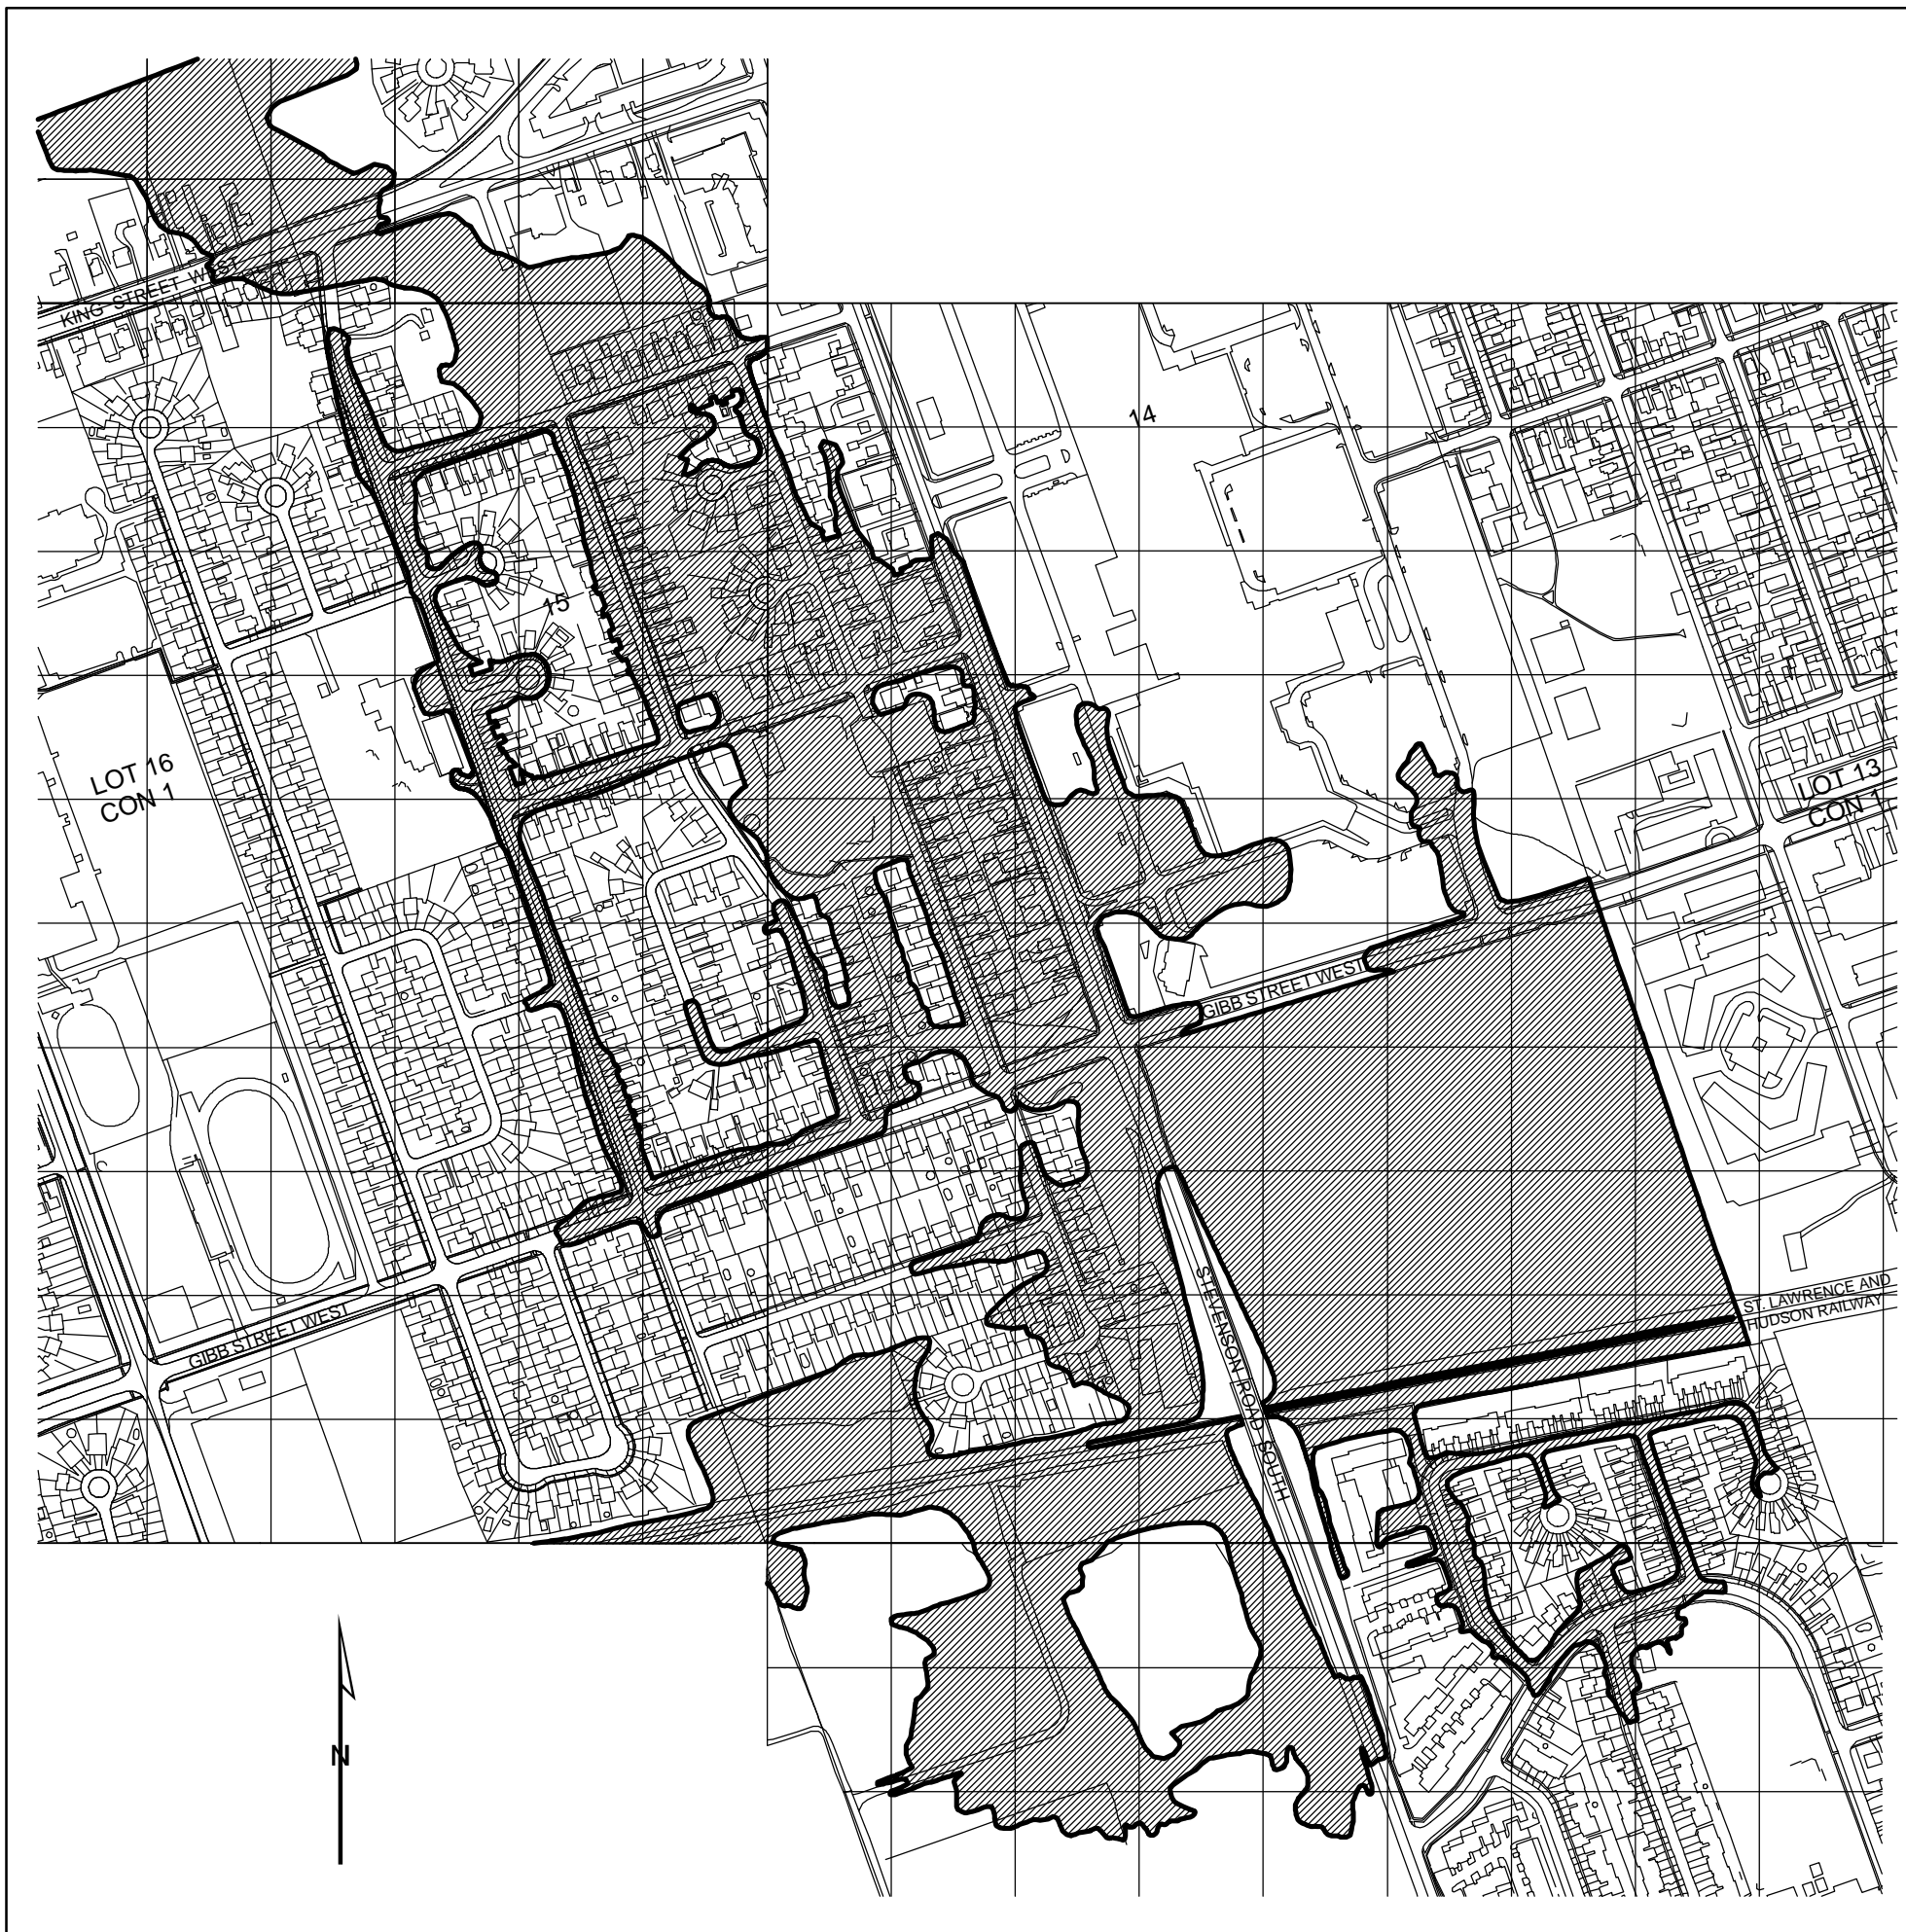 KING STREET WEST
14
15
LOT 16
CON 1
LOT 13
CON 1
GIBB STREET WEST
ST. LAWRENCE AND
HUDSON RAILWAY
STEVENSON ROAD SOUTH
GIBB STREET WEST
N